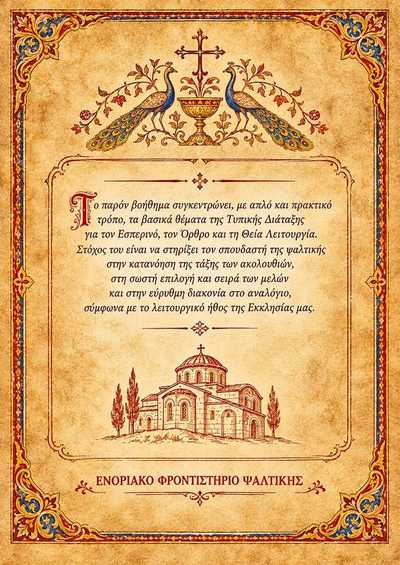 Το παρόν βοήθημα συγκεντρώνει, με απλό και πρακτικό
τρόπο, τα βασικά θέματα της Τυπικής Διάταξης
για τον Εσπερινό, τον Όρθρο και τη Θεία Λειτουργία.
Στόχος του είναι να στηρίξει τον σπουδαστή της ψαλτικής
στην κατανόηση της τάξης των ακολουθιών,
στη σωστή επιλογή και σειρά των μελών
και στην εύρυθμη διακονία στο αναλόγιο,
σύμφωνα με το λειτουργικό ήθος της Εκκλησίας μας.
ΕΝΟΡΙΑΚΟ ΦΡΟΝΤΙΣΤΗΡΙΟ ΨΑΛΤΙΚΗΣ